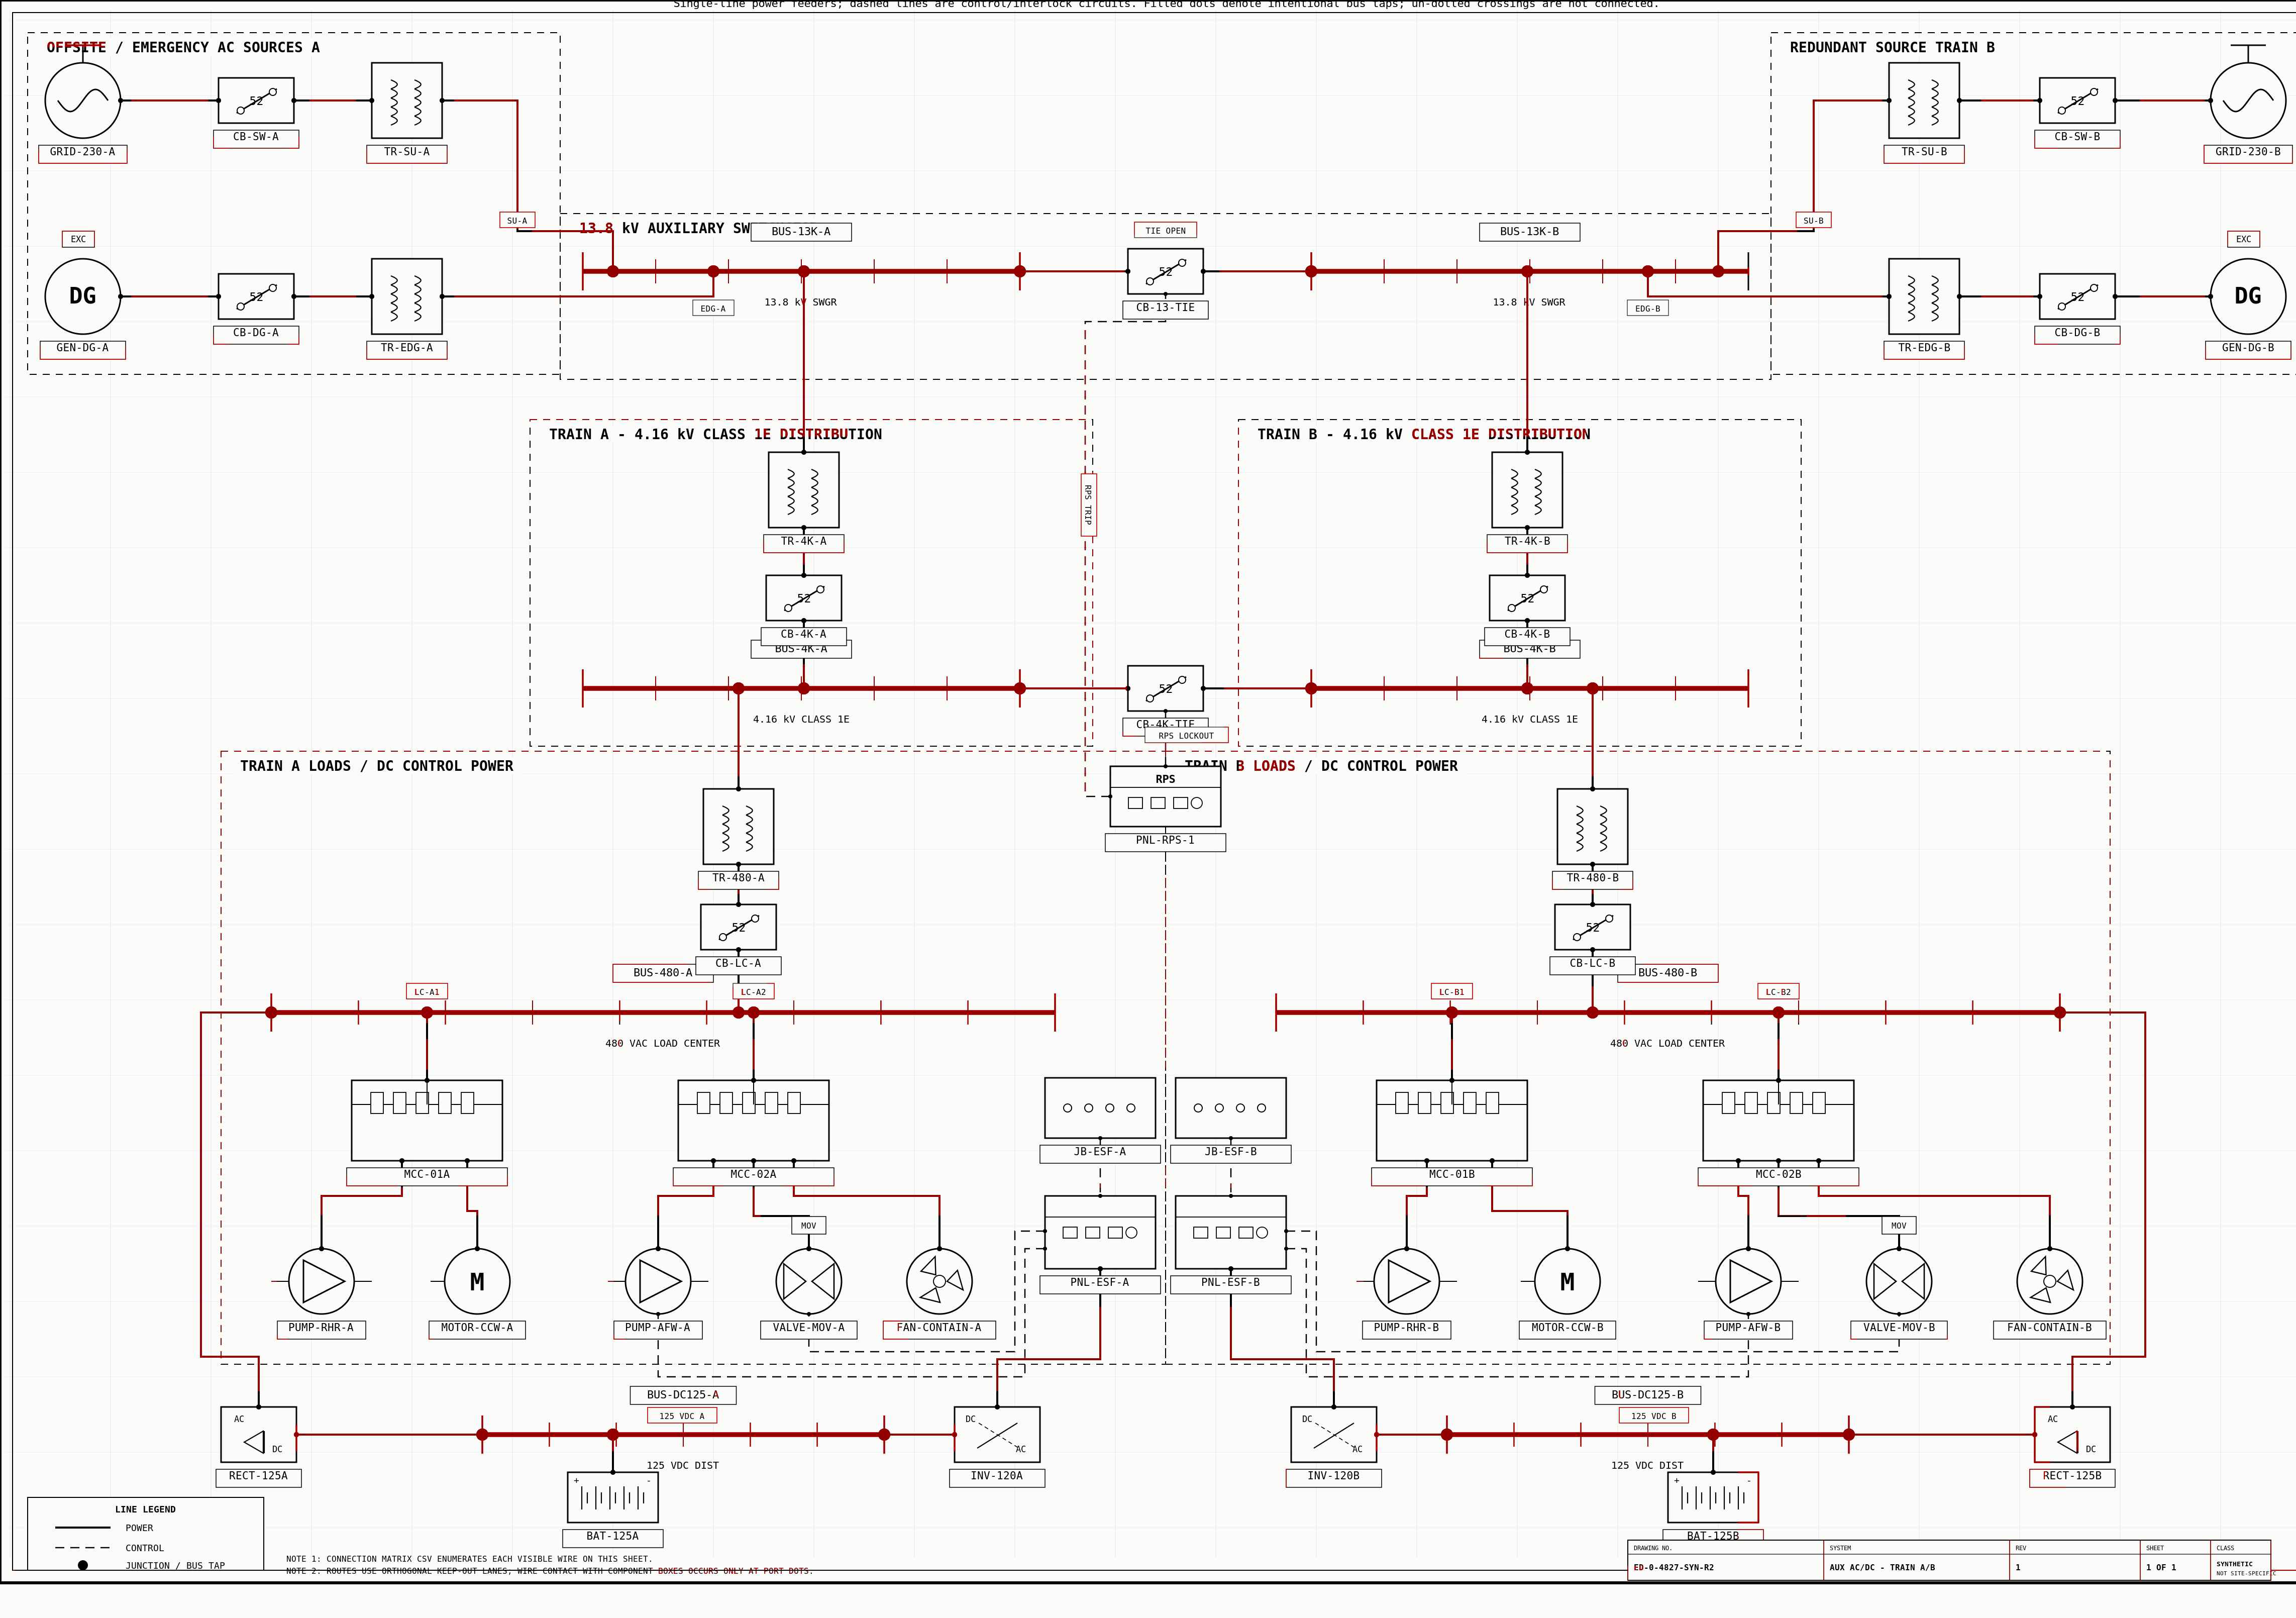 Single-line power feeders; dashed lines are control/interlock circuits. Filled dots denote intentional bus taps; un-dotted crossings are not connected.
OFFSITE / EMERGENCY AC SOURCES A
REDUNDANT SOURCE TRAIN B
52
52
CB-SW-A
CB-SW-B
GRID-230-A
TR-SU-A
TR-SU-B
GRID-230-B
SU-A
SU-B
13.8 kV AUXILIARY SW
BUS-13K-A
TIE OPEN
BUS-13K-B
EXC
EXC
52
DG
52
52
DG
13.8 kV SWGR
13.8 kV SWGR
EDG-A
CB-13-TIE
EDG-B
CB-DG-A
CB-DG-B
GEN-DG-A
TR-EDG-A
TR-EDG-B
GEN-DG-B
TRAIN A - 4.16 kV CLASS 1E DISTRIBUTION
TRAIN B - 4.16 kV CLASS 1E DISTRIBUTION
RPS TRIP
TR-4K-A
TR-4K-B
52
52
CB-4K-A
CB-4K-B
BUS-4K-A
BUS-4K-B
52
4.16 kV CLASS 1E
4.16 kV CLASS 1E
CB-4K-TIE
RPS LOCKOUT
TRAIN A LOADS / DC CONTROL POWER
TRAIN B LOADS / DC CONTROL POWER
RPS
PNL-RPS-1
TR-480-A
TR-480-B
52
52
CB-LC-A
CB-LC-B
BUS-480-A
BUS-480-B
LC-A1
LC-A2
LC-B1
LC-B2
480 VAC LOAD CENTER
480 VAC LOAD CENTER
JB-ESF-A
JB-ESF-B
MCC-01A
MCC-02A
MCC-01B
MCC-02B
MOV
MOV
M
M
PNL-ESF-A
PNL-ESF-B
PUMP-RHR-A
MOTOR-CCW-A
PUMP-AFW-A
VALVE-MOV-A
FAN-CONTAIN-A
PUMP-RHR-B
MOTOR-CCW-B
PUMP-AFW-B
VALVE-MOV-B
FAN-CONTAIN-B
BUS-DC125-A
BUS-DC125-B
125 VDC A
125 VDC B
AC
DC
DC
AC
DC
AC
AC
DC
125 VDC DIST
125 VDC DIST
RECT-125A
INV-120A
INV-120B
RECT-125B
+ -
+ -
BAT-125A
BAT-125B
LINE LEGEND
POWER
CONTROL
JUNCTION / BUS TAP
NOTE 1: CONNECTION MATRIX CSV ENUMERATES EACH VISIBLE WIRE ON THIS SHEET.
NOTE 2: ROUTES USE ORTHOGONAL KEEP-OUT LANES; WIRE CONTACT WITH COMPONENT BOXES OCCURS ONLY AT PORT DOTS.
DRAWING NO.
SYSTEM
REV
SHEET
CLASS
ED-0-4827-SYN-R2
AUX AC/DC - TRAIN A/B
1
1 OF 1
SYNTHETIC
NOT SITE-SPECIFIC